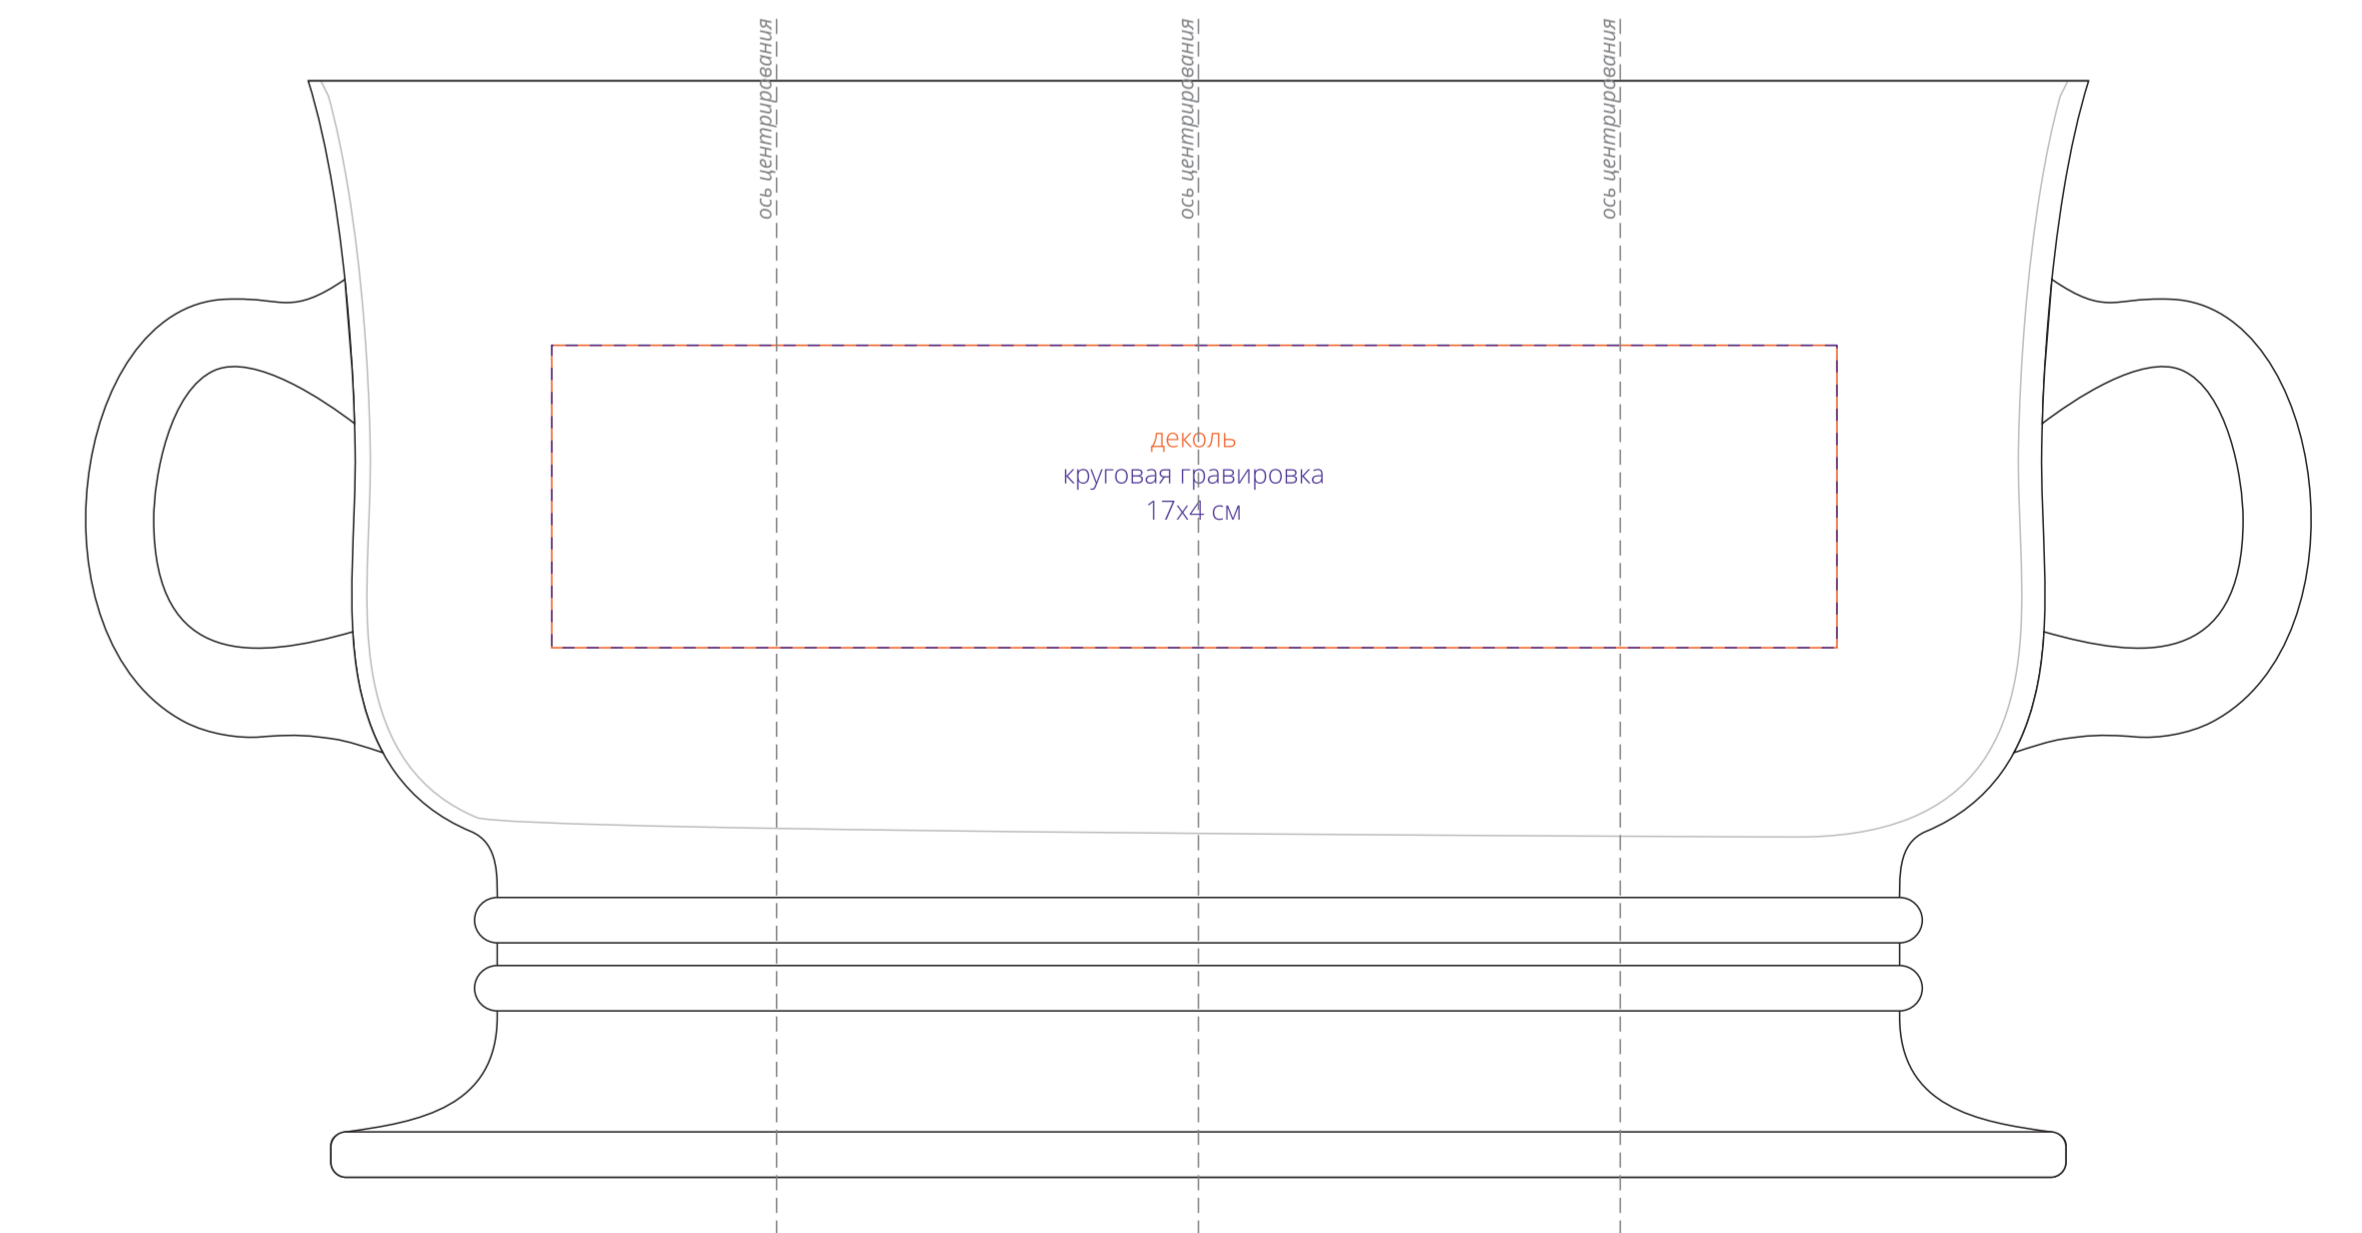 ось центрирования
ось центрирования
ось центрирования
деколь
круговая гравировка
17х4 см